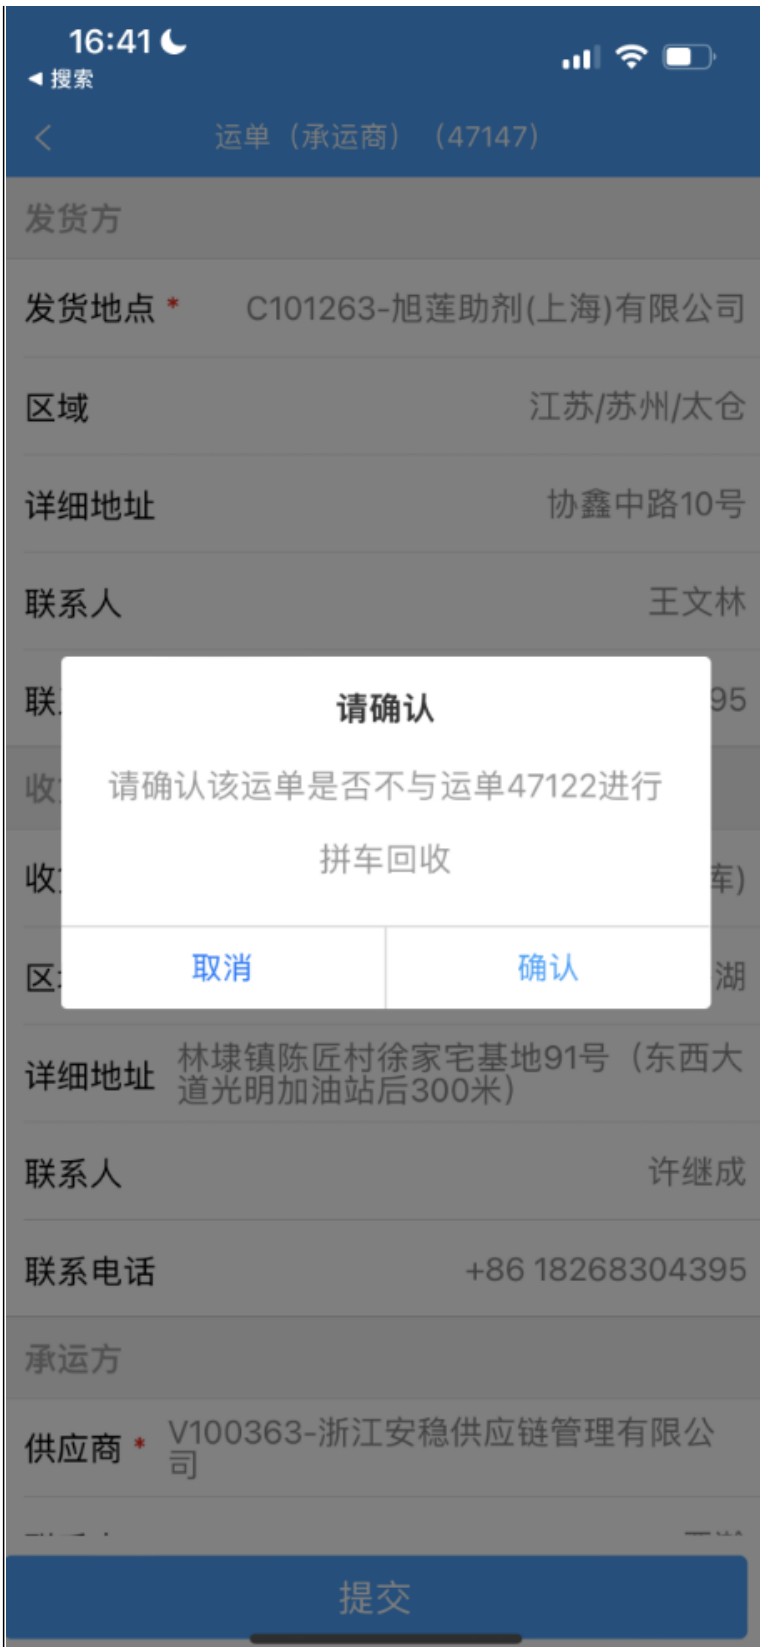 16:41
搜索
运单（承运商）（47147）
发货方
发货地点 * C101263-旭莲助剂(上海)有限公司
区域 江苏/苏州/太仓
详细地址 协鑫中路10号
联系人 王文林
联 95
请确认
请确认该运单是否不与运单47122进行
拼车回收
取消 确认
收
收 库)
区 湖
详细地址 林埭镇陈匠村徐家宅基地91号（东西大
道光明加油站后300米）
联系人 许继成
联系电话 +86 18268304395
承运方
供应商 * V100363-浙江安稳供应链管理有限公
司
提交